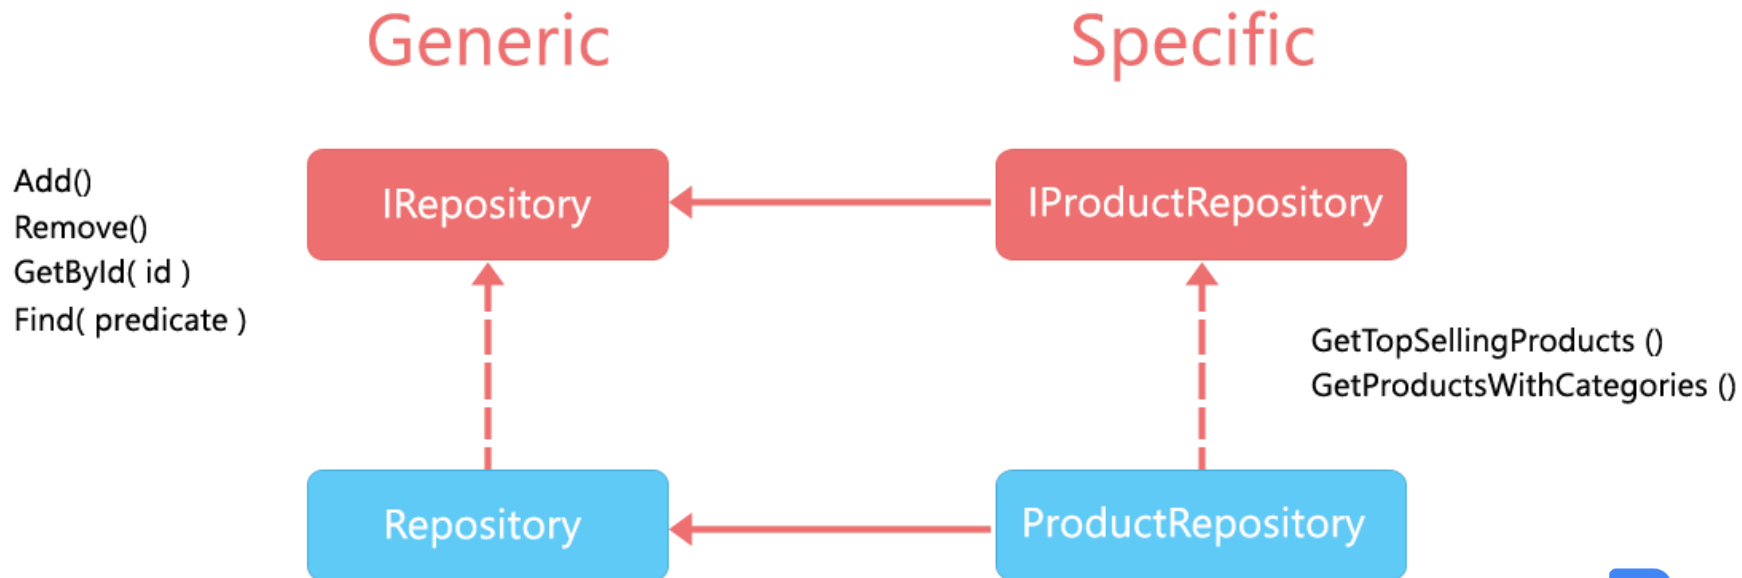 Generic
Specific
Add()
Remove()
GetById( id )
Find( predicate )
IRepository
IProductRepository
GetTopSellingProducts ()
GetProductsWithCategories ()
Repository
ProductRepository